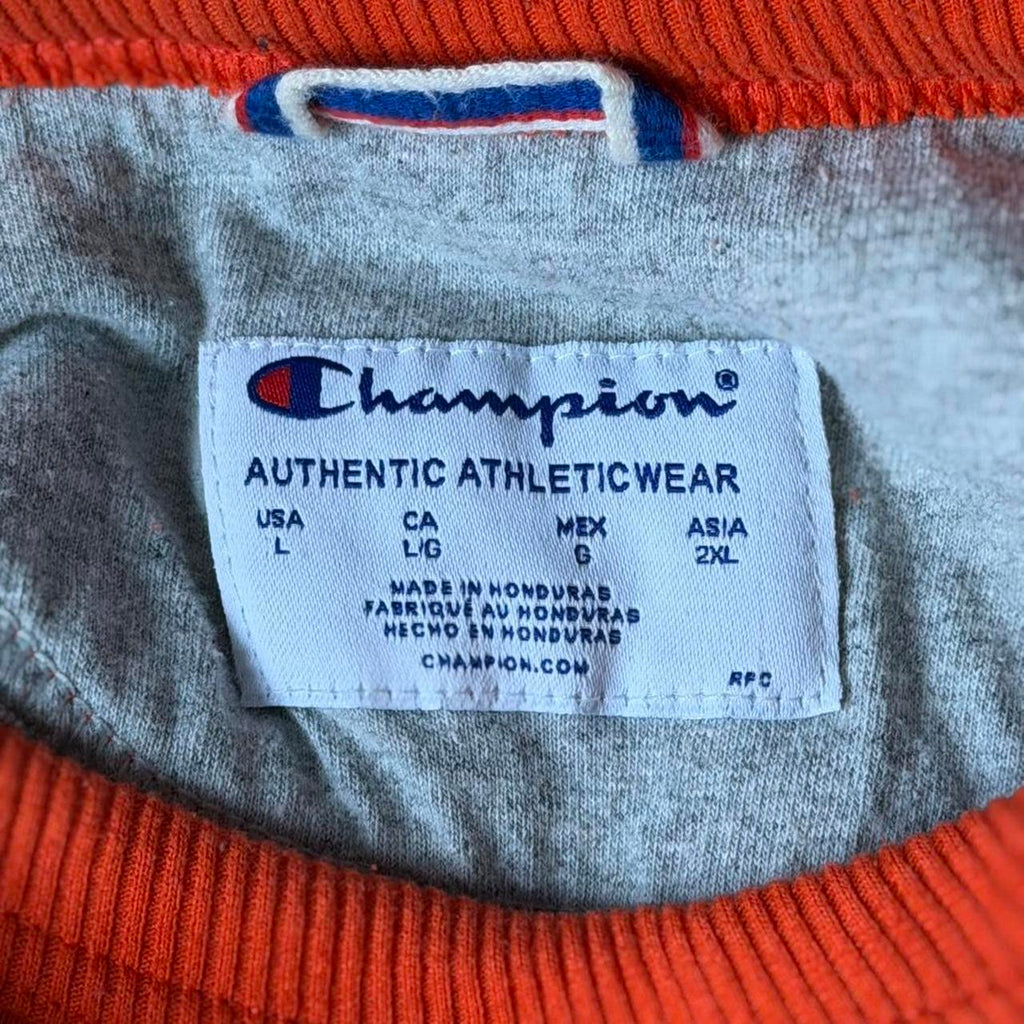 Champion®
AUTHENTIC ATHLETICWEAR
USA CA MEX ASIA
L L/G G 2XL
MADE IN HONDURAS
FABRIQUÉ AU HONDURAS
HECHO EN HONDURAS
CHAMPION.COM
RFC